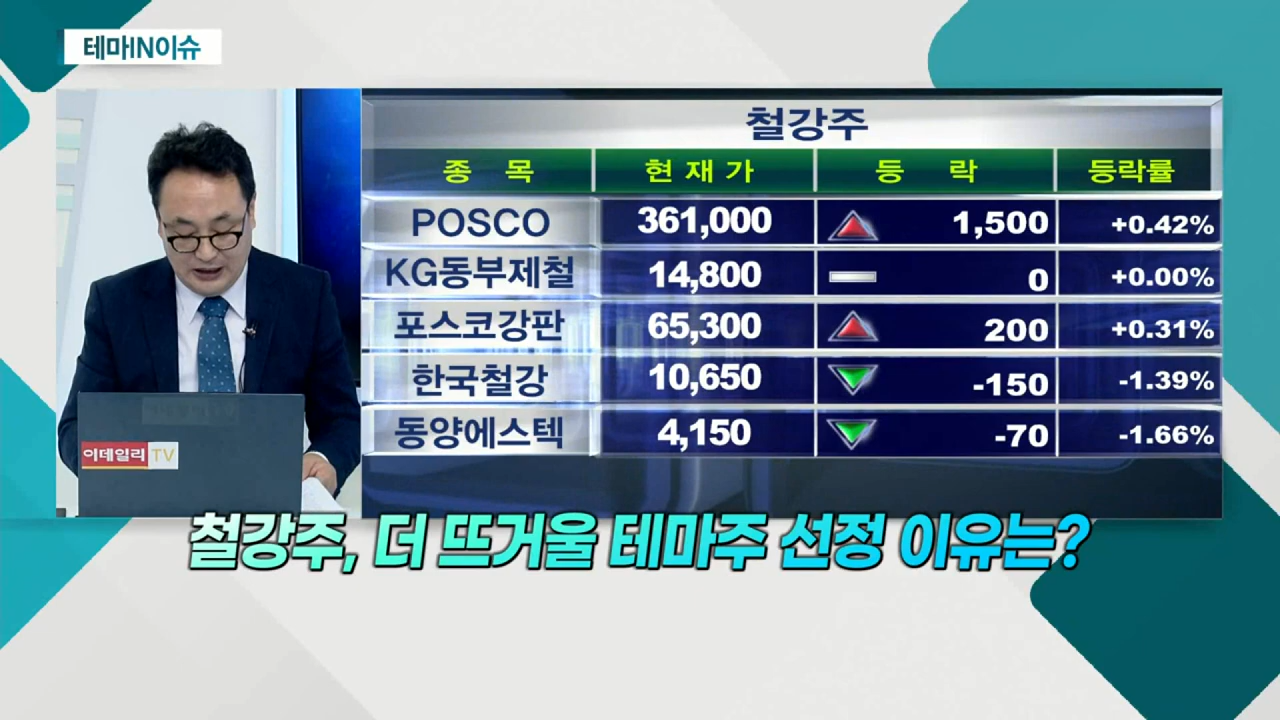 테마IN이슈
철강주
종 목 현 재 가 등 락 등락률
POSCO 361,000 1,500 +0.42%
KG동부제철 14,800 0 +0.00%
포스코강판 65,300 200 +0.31%
한국철강 10,650 -150 -1.39%
동양에스텍 4,150 -70 -1.66%
이데일리 TV
철강주, 더 뜨거울 테마주 선정 이유는?